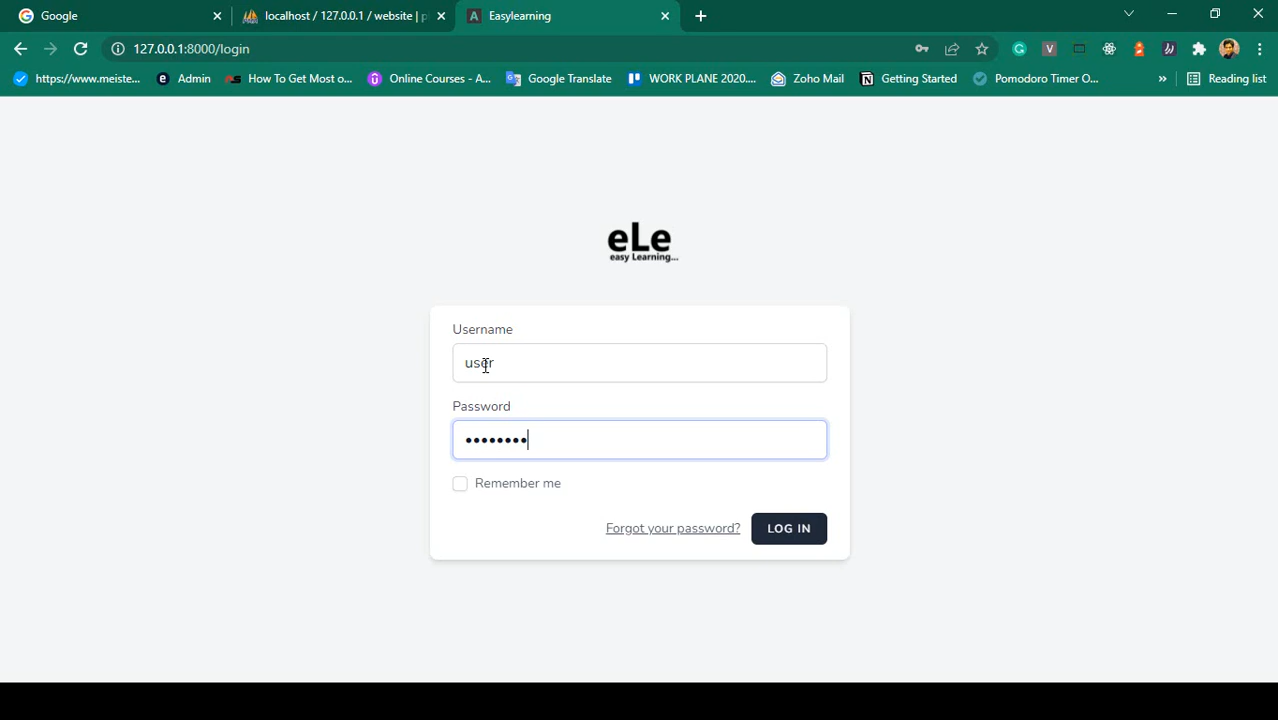 Google
localhost / 127.0.0.1 / website | p
Easylearning
127.0.0.1:8000/login
https://www.meiste...
Admin
How To Get Most o...
Online Courses - A...
Google Translate
WORK PLANE 2020....
Zoho Mail
Getting Started
Pomodoro Timer O...
»
Reading list
eLe
easy Learning...
Username
user
Password
••••••••
Remember me
Forgot your password?
LOG IN